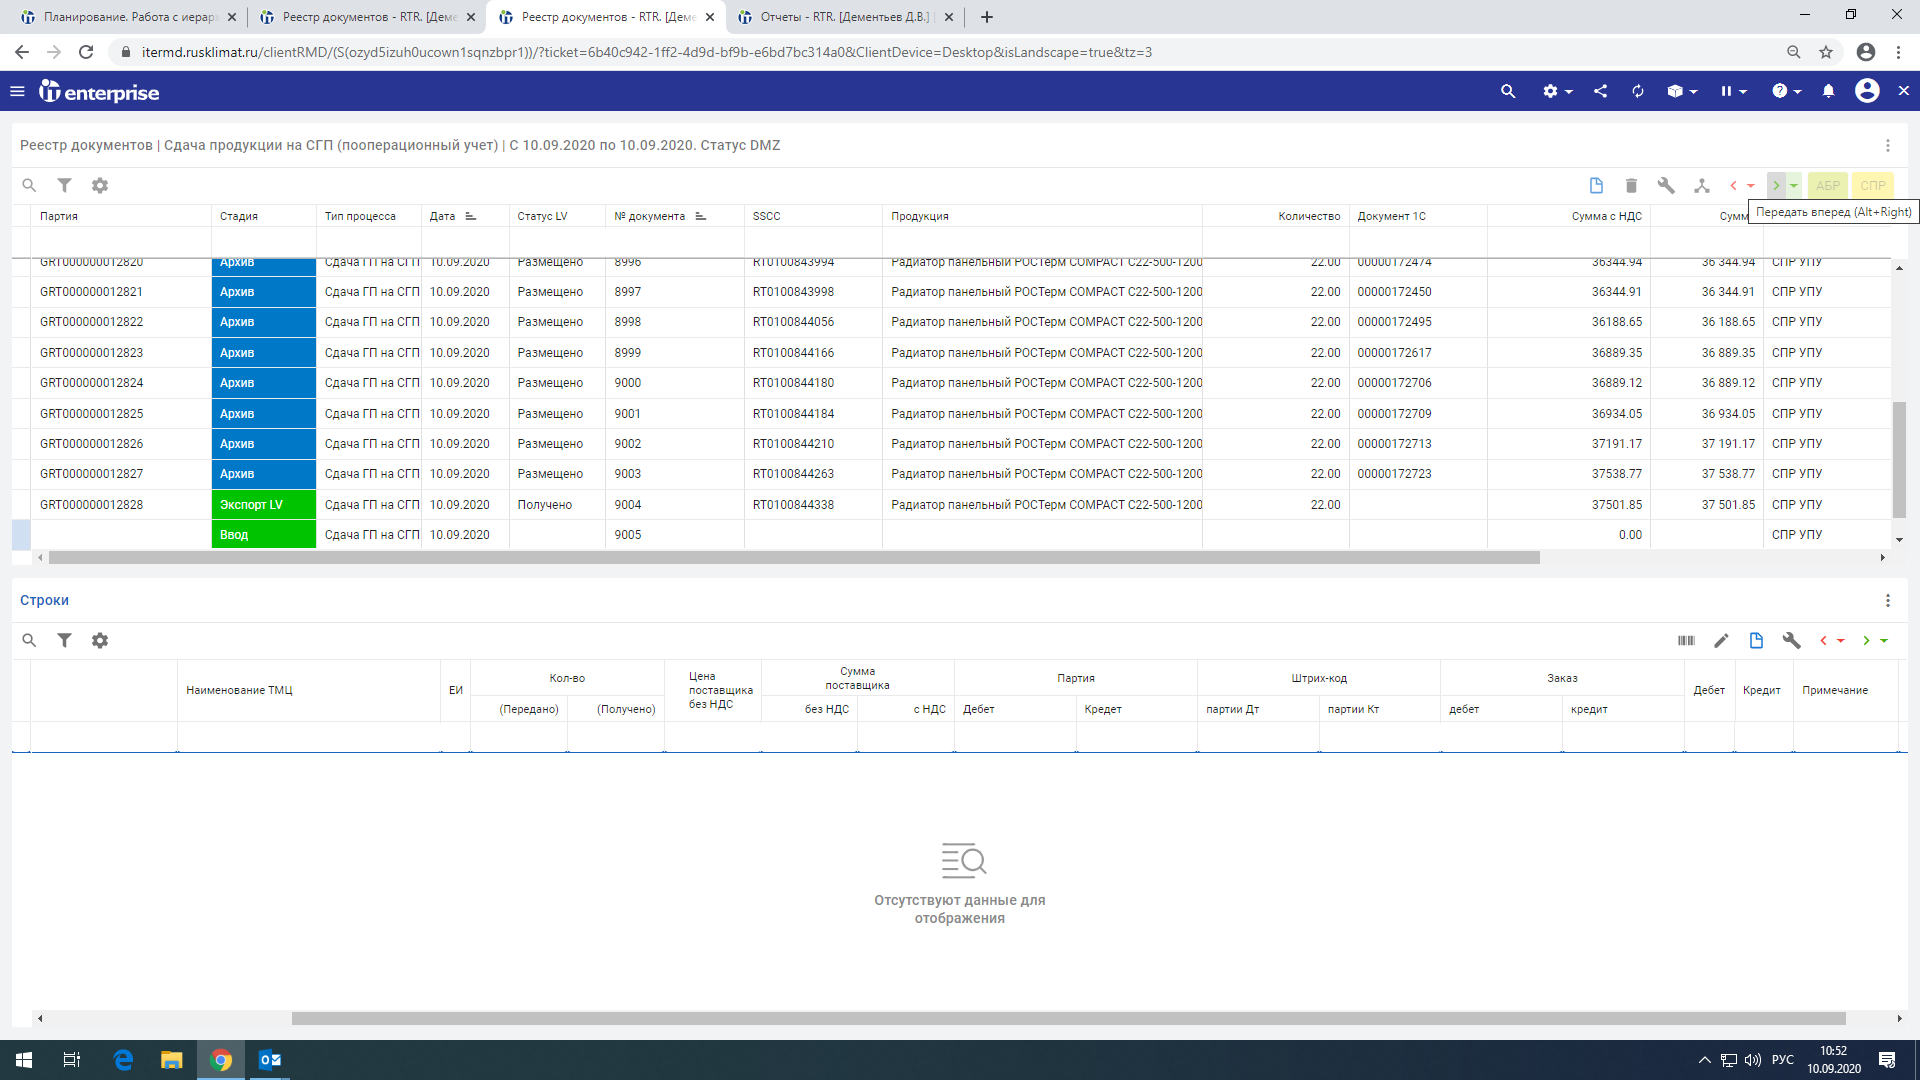 Планирование. Работа с иерар
Реестр документов - RTR. [Деме
Реестр документов - RTR. [Деме
Отчеты - RTR. [Дементьев Д.В.]
itermd.rusklimat.ru/clientRMD/(S(ozyd5izuh0ucown1sqnzbpr1))/?ticket=6b40c942-1ff2-4d9d-bf9b-e6bd7bc314a0&ClientDevice=Desktop&isLandscape=true&tz=3
it enterprise
Реестр документов | Сдача продукции на СГП (пооперационный учет) | С 10.09.2020 по 10.09.2020. Статус DMZ
АБР СПР
Передать вперед (Alt+Right)
Партия Стадия Тип процесса Дата Статус LV № документа SSCC Продукция Количество Документ 1С Сумма с НДС Сумм
GRT000000012820 Архив Сдача ГП на СГП 10.09.2020 Размещено 8996 RT0100843994 Радиатор панельный РОСТерм COMPACT C22-500-1200 22.00 00000172474 36344.94 36 344.94 СПР УПУ
GRT000000012821 Архив Сдача ГП на СГП 10.09.2020 Размещено 8997 RT0100843998 Радиатор панельный РОСТерм COMPACT C22-500-1200 22.00 00000172450 36344.91 36 344.91 СПР УПУ
GRT000000012822 Архив Сдача ГП на СГП 10.09.2020 Размещено 8998 RT0100844056 Радиатор панельный РОСТерм COMPACT C22-500-1200 22.00 00000172495 36188.65 36 188.65 СПР УПУ
GRT000000012823 Архив Сдача ГП на СГП 10.09.2020 Размещено 8999 RT0100844166 Радиатор панельный РОСТерм COMPACT C22-500-1200 22.00 00000172617 36889.35 36 889.35 СПР УПУ
GRT000000012824 Архив Сдача ГП на СГП 10.09.2020 Размещено 9000 RT0100844180 Радиатор панельный РОСТерм COMPACT C22-500-1200 22.00 00000172706 36889.12 36 889.12 СПР УПУ
GRT000000012825 Архив Сдача ГП на СГП 10.09.2020 Размещено 9001 RT0100844184 Радиатор панельный РОСТерм COMPACT C22-500-1200 22.00 00000172709 36934.05 36 934.05 СПР УПУ
GRT000000012826 Архив Сдача ГП на СГП 10.09.2020 Размещено 9002 RT0100844210 Радиатор панельный РОСТерм COMPACT C22-500-1200 22.00 00000172713 37191.17 37 191.17 СПР УПУ
GRT000000012827 Архив Сдача ГП на СГП 10.09.2020 Размещено 9003 RT0100844263 Радиатор панельный РОСТерм COMPACT C22-500-1200 22.00 00000172723 37538.77 37 538.77 СПР УПУ
GRT000000012828 Экспорт LV Сдача ГП на СГП 10.09.2020 Получено 9004 RT0100844338 Радиатор панельный РОСТерм COMPACT C22-500-1200 22.00 37501.85 37 501.85 СПР УПУ
Ввод Сдача ГП на СГП 10.09.2020 9005 0.00 СПР УПУ
Строки
Наименование ТМЦ ЕИ Кол-во Цена поставщика без НДС Сумма поставщика Партия Штрих-код Заказ Дебет Кредит Примечание
(Передано) (Получено) без НДС с НДС Дебет Кредет партии Дт партии Кт дебет кредит
Отсутствуют данные для
отображения
РУС
10:52
10.09.2020